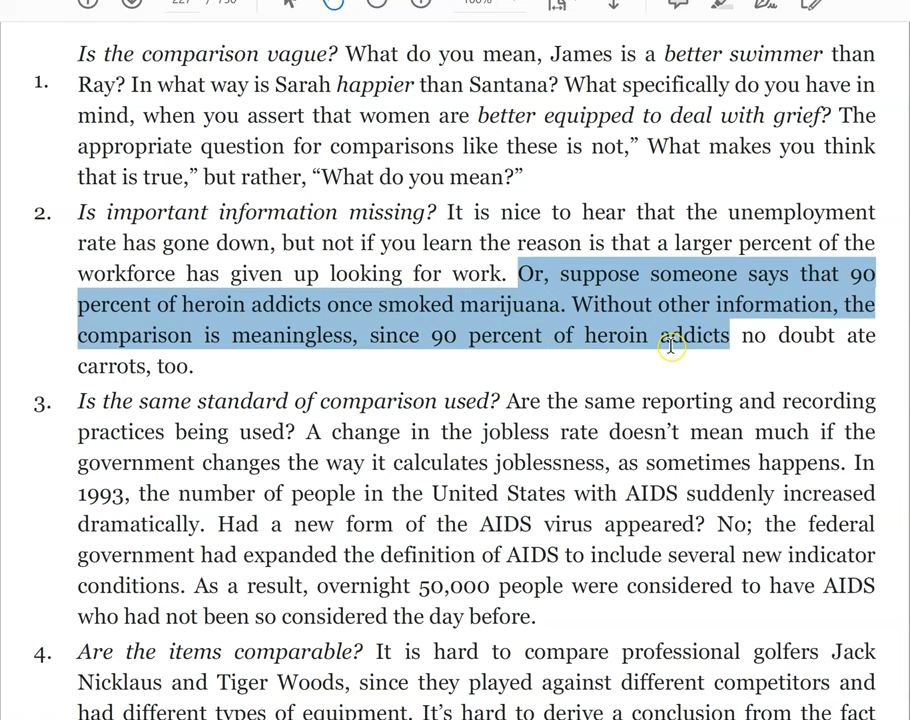 Is the comparison vague? What do you mean, James is a better swimmer than
1. Ray? In what way is Sarah happier than Santana? What specifically do you have in
mind, when you assert that women are better equipped to deal with grief? The
appropriate question for comparisons like these is not,” What makes you think
that is true,” but rather, “What do you mean?”
2. Is important information missing? It is nice to hear that the unemployment
rate has gone down, but not if you learn the reason is that a larger percent of the
workforce has given up looking for work. Or, suppose someone says that 90
percent of heroin addicts once smoked marijuana. Without other information, the
comparison is meaningless, since 90 percent of heroin addicts no doubt ate
carrots, too.
3. Is the same standard of comparison used? Are the same reporting and recording
practices being used? A change in the jobless rate doesn’t mean much if the
government changes the way it calculates joblessness, as sometimes happens. In
1993, the number of people in the United States with AIDS suddenly increased
dramatically. Had a new form of the AIDS virus appeared? No; the federal
government had expanded the definition of AIDS to include several new indicator
conditions. As a result, overnight 50,000 people were considered to have AIDS
who had not been so considered the day before.
4. Are the items comparable? It is hard to compare professional golfers Jack
Nicklaus and Tiger Woods, since they played against different competitors and
had different types of equipment. It’s hard to derive a conclusion from the fact